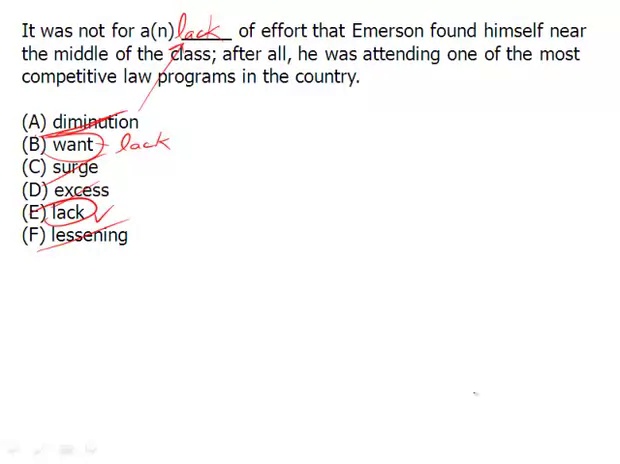 It was not for a(n) lack of effort that Emerson found himself near
the middle of the class; after all, he was attending one of the most
competitive law programs in the country.
(A) diminution
(B) want lack
(C) surge
(D) excess
(E) lack
(F) lessening